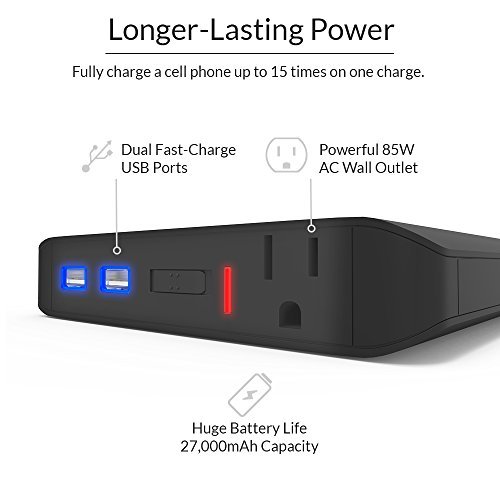 Longer-Lasting Power
Fully charge a cell phone up to 15 times on one charge.
Dual Fast-Charge
USB Ports
Powerful 85W
AC Wall Outlet
Huge Battery Life
27,000mAh Capacity